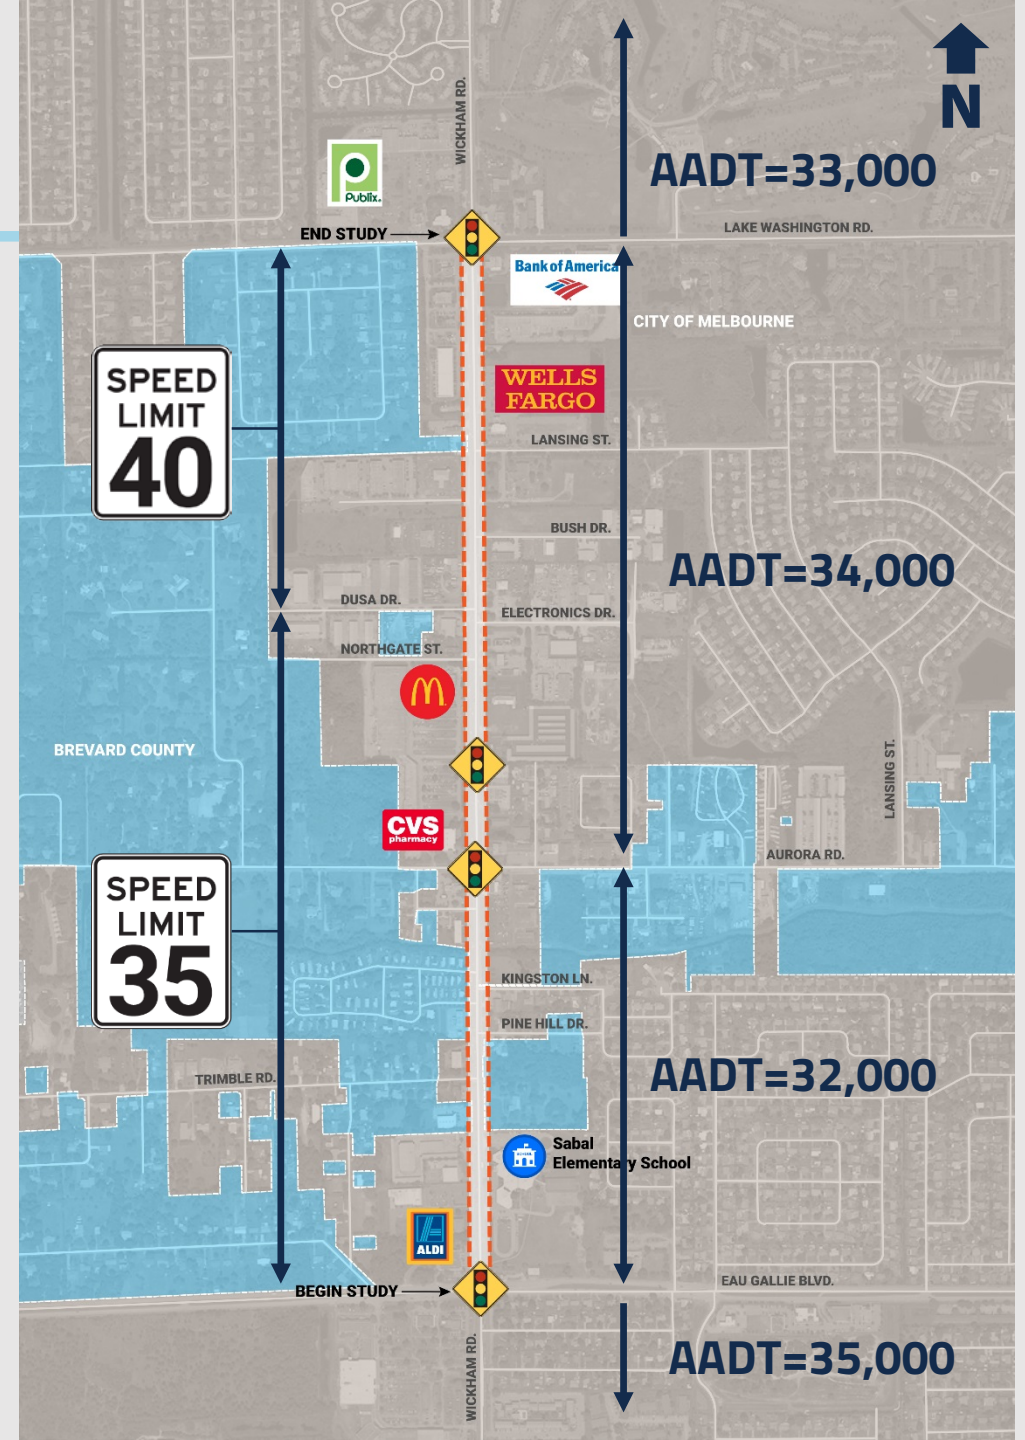 WICKHAM RD.
N
AADT=33,000
Publix.
END STUDY
LAKE WASHINGTON RD.
Bank of America
CITY OF MELBOURNE
SPEED
LIMIT
40
WELLS
FARGO
LANSING ST.
BUSH DR.
AADT=34,000
DUSA DR.
ELECTRONICS DR.
NORTHGATE ST.
BREVARD COUNTY
LANSING ST.
CVS
pharmacy
AURORA RD.
SPEED
LIMIT
35
KINGSTON LN.
PINE HILL DR.
AADT=32,000
TRIMBLE RD.
Sabal
Elementary School
ALDI
EAU GALLIE BLVD.
BEGIN STUDY
WICKHAM RD.
AADT=35,000